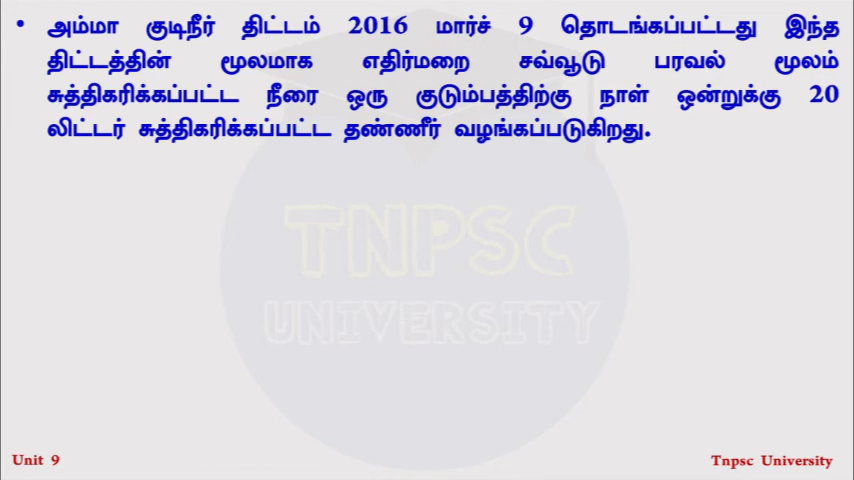 • அம்மா குடிநீர் திட்டம் 2016 மார்ச் 9 தொடங்கப்பட்டது இந்த
திட்டத்தின் மூலமாக எதிர்மறை சவ்வூடு பரவல் மூலம்
சுத்திகரிக்கப்பட்ட நீரை ஒரு குடும்பத்திற்கு நாள் ஒன்றுக்கு 20
லிட்டர் சுத்திகரிக்கப்பட்ட தண்ணீர் வழங்கப்படுகிறது.
TNPSC
UNIVERSITY
Unit 9
Tnpsc University